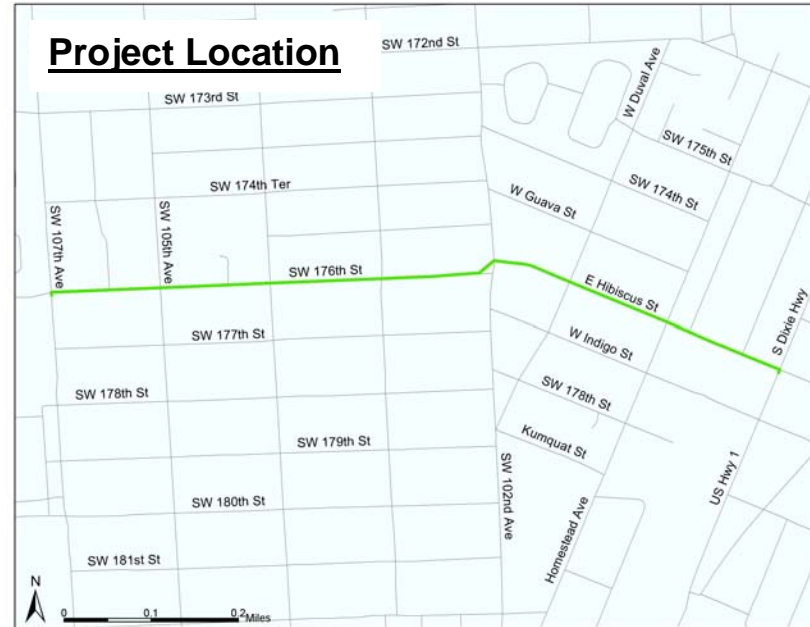 Project Location
SW 172nd St
W Duval Ave
SW 173rd St
SW 175th St
SW 174th Ter
SW 174th St
W Guava St
SW 107th Ave
SW 105th Ave
SW 176th St
E Hibiscus St
S Dixie Hwy
SW 177th St
W Indigo St
SW 178th St
SW 178th St
SW 179th St
Kumquat St
SW 102nd Ave
US Hwy 1
SW 180th St
Homestead Ave
SW 181st St
N
0 0.1 0.2 Miles